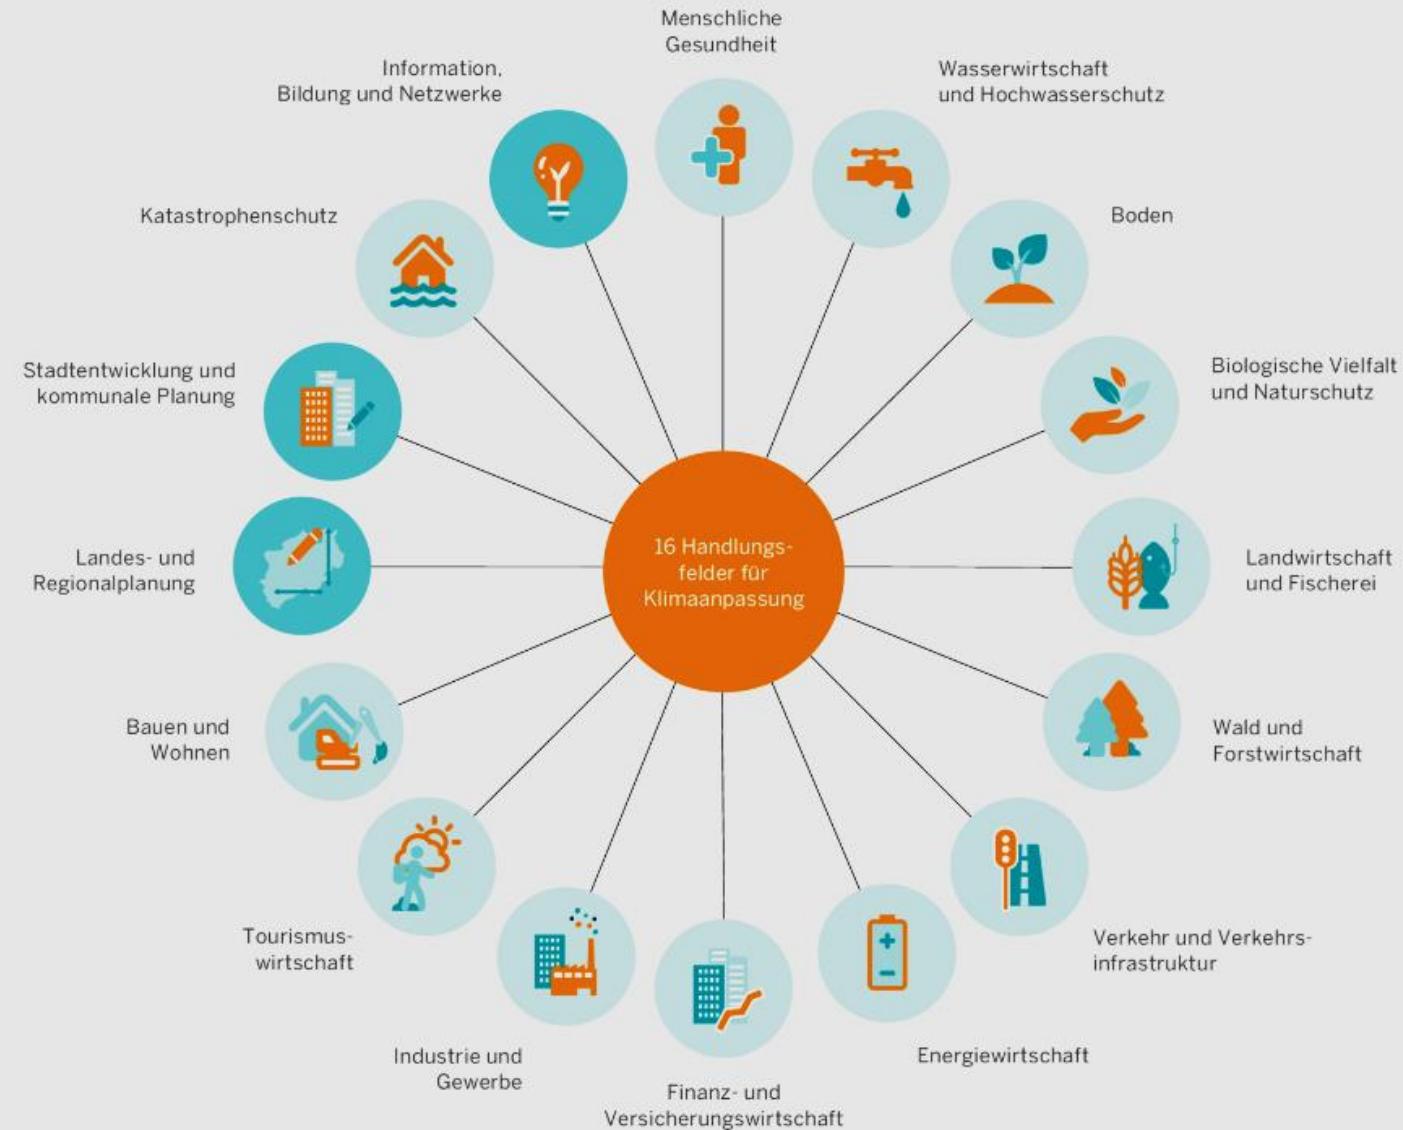 Menschliche
Gesundheit
Wasserwirtschaft
und Hochwasserschutz
Boden
Biologische Vielfalt
und Naturschutz
Landwirtschaft
und Fischerei
Wald und
Forstwirtschaft
Verkehr und Verkehrs-
infrastruktur
Energiewirtschaft
Finanz- und
Versicherungswirtschaft
Industrie und
Gewerbe
Tourismus-
wirtschaft
Bauen und
Wohnen
Landes- und
Regionalplanung
Stadtentwicklung und
kommunale Planung
Katastrophenschutz
Information,
Bildung und Netzwerke
16 Handlungs-
felder für
Klimaanpassung